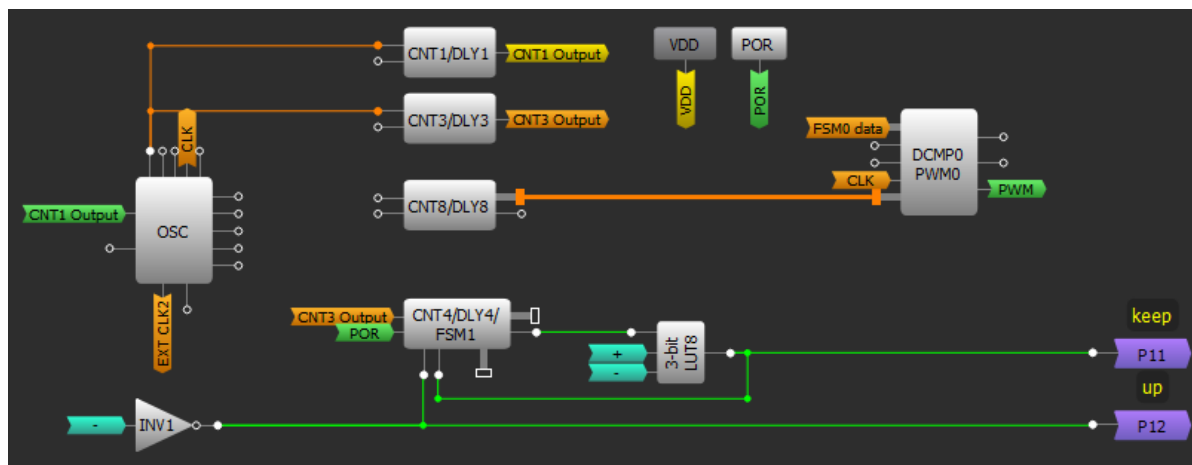 CNT1/DLY1
CNT1 Output
VDD
POR
VDD
POR
CNT3/DLY3
CNT3 Output
CLK
FSM0 data
DCMP0
PWM0
CLK
PWM
CNT1 Output
OSC
CNT8/DLY8
EXT CLK2
CNT3 Output
POR
CNT4/DLY4/
FSM1
+
-
3-bit
LUT8
keep
P11
up
P12
-
INV1